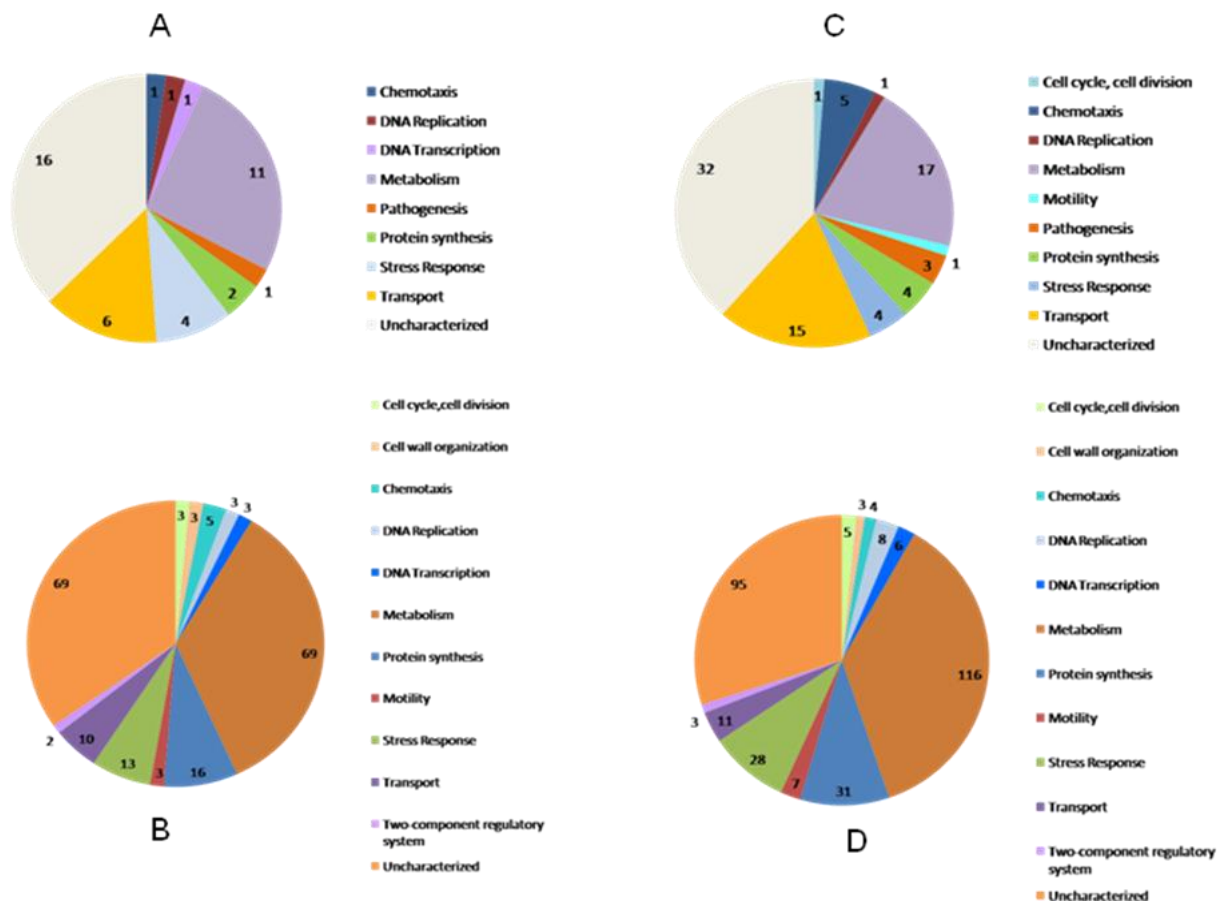 A
1
1
1
11
1
2
4
6
16
Chemotaxis
DNA Replication
DNA Transcription
Metabolism
Pathogenesis
Protein synthesis
Stress Response
Transport
Uncharacterized
C
1
5
1
17
1
3
4
4
15
32
Cell cycle, cell division
Chemotaxis
DNA Replication
Metabolism
Motility
Pathogenesis
Protein synthesis
Stress Response
Transport
Uncharacterized
3
3
5
3
3
69
16
3
13
10
2
69
B
Cell cycle,cell division
Cell wall organization
Chemotaxis
DNA Replication
DNA Transcription
Metabolism
Protein synthesis
Motility
Stress Response
Transport
Two-component regulatory
system
Uncharacterized
5
3
4
8
6
116
31
7
28
11
3
95
D
Cell cycle,cell division
Cell wall organization
Chemotaxis
DNA Replication
DNA Transcription
Metabolism
Protein synthesis
Motility
Stress Response
Transport
Two-component regulatory
system
Uncharacterized